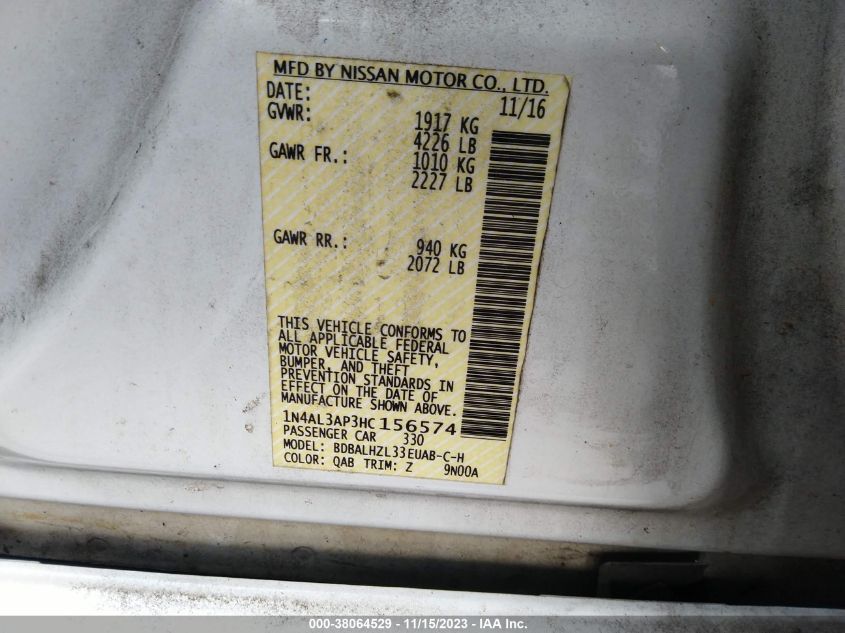 MFD BY NISSAN MOTOR CO., LTD.
DATE: 11/16
GVWR: 1917 KG
4226 LB
GAWR FR.: 1010 KG
2227 LB
GAWR RR.: 940 KG
2072 LB
THIS VEHICLE CONFORMS TO
ALL APPLICABLE FEDERAL
MOTOR VEHICLE SAFETY,
BUMPER, AND THEFT
PREVENTION STANDARDS IN
EFFECT ON THE DATE OF
MANUFACTURE SHOWN ABOVE.
1N4AL3AP3HC156574
PASSENGER CAR 330
MODEL: BDBALHZL33EUAB-C-H
COLOR: QAB TRIM: Z 9N00A
000-38064529 - 11/15/2023 - IAA Inc.